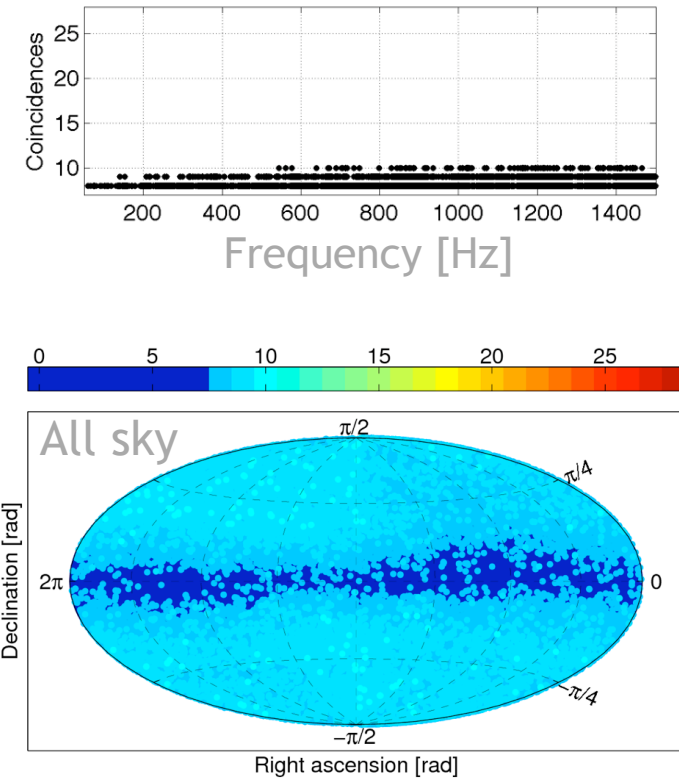 25
20
15
10
Coincidences
200 400 600 800 1000 1200 1400
Frequency [Hz]
0 5 10 15 20 25
All sky
π/2
π/4
2π
0
−π/4
−π/2
Declination [rad]
Right ascension [rad]